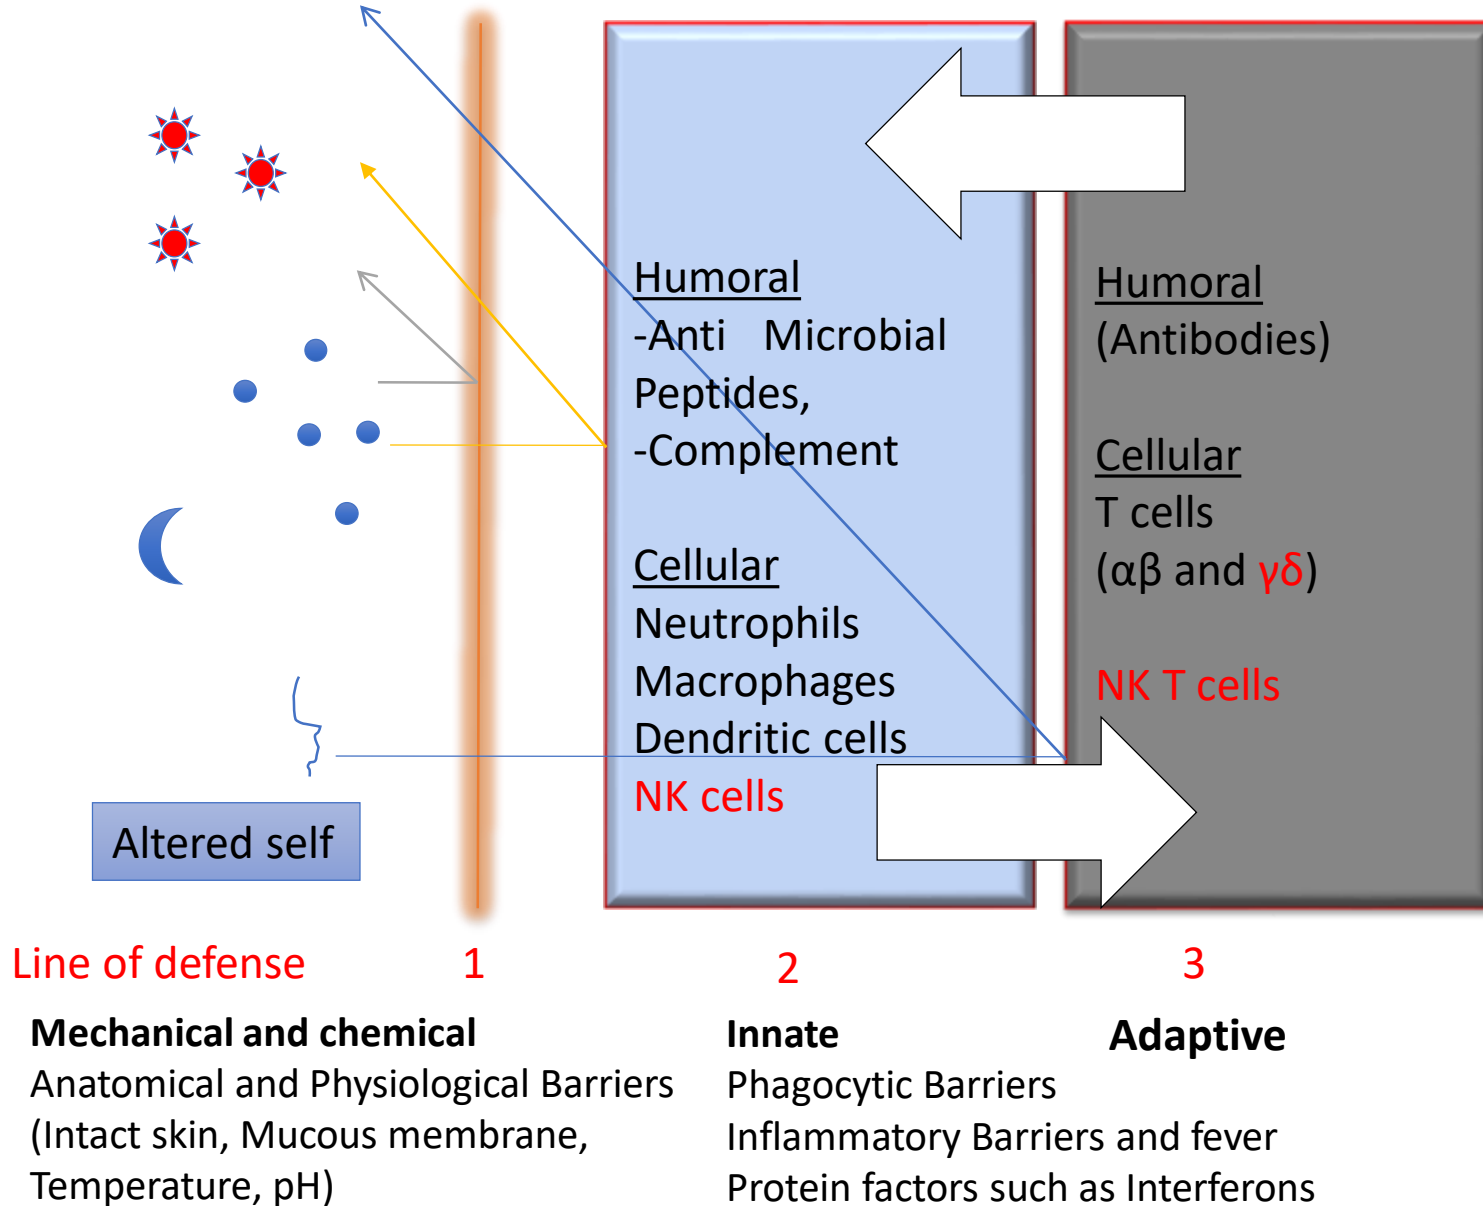 Humoral
-Anti Microbial
Peptides,
-Complement
Cellular
Neutrophils
Macrophages
Dendritic cells
NK cells
Humoral
(Antibodies)
Cellular
T cells
(αβ and γδ)
NK T cells
Altered self
Line of defense 1 2 3
Mechanical and chemical
Anatomical and Physiological Barriers
(Intact skin, Mucous membrane,
Temperature, pH)
Innate
Phagocytic Barriers
Inflammatory Barriers and fever
Protein factors such as Interferons
Adaptive